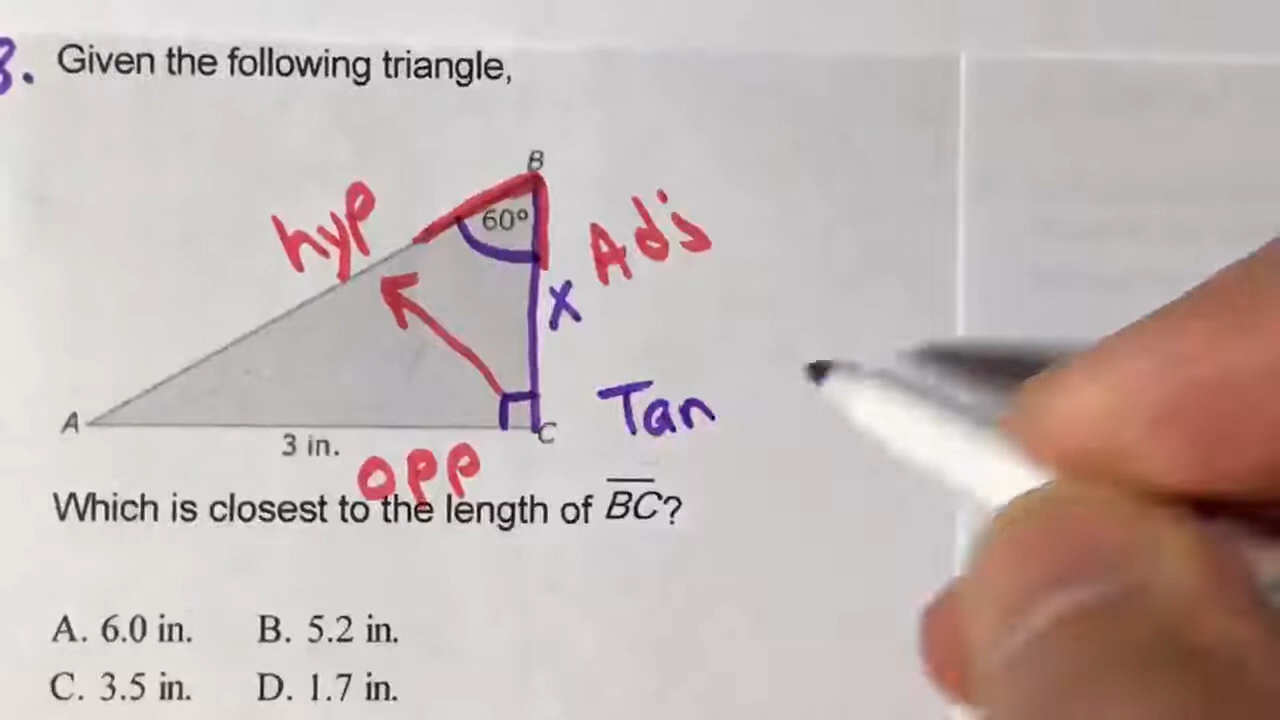 3. Given the following triangle,
B
hyp
60°
Adj
x
A
C
Tan
3 in.
opp
Which is closest to the length of BC?
A. 6.0 in. B. 5.2 in.
C. 3.5 in. D. 1.7 in.